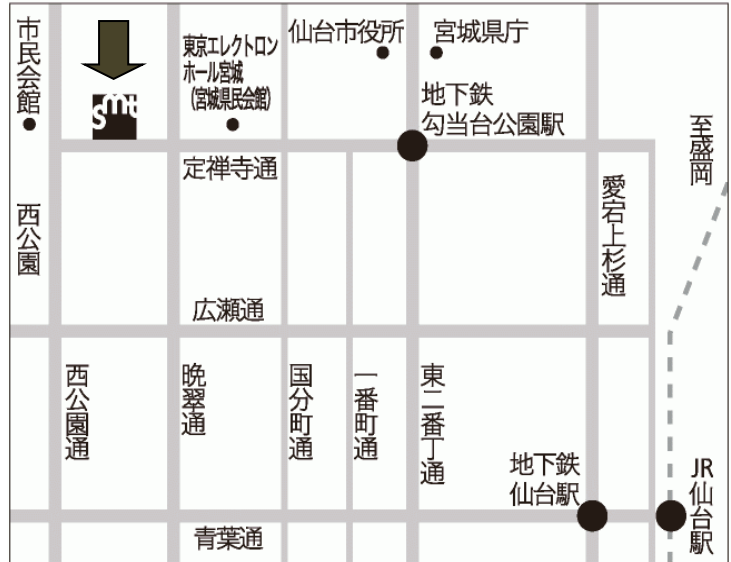 市民会館
smt
東京エレクトロン
ホール宮城
(宮城県民会館)
仙台市役所
宮城県庁
地下鉄
勾当台公園駅
至盛岡
定禅寺通
西公園
愛宕上杉通
広瀬通
西公園通
晩翠通
国分町通
一番町通
東二番丁通
地下鉄
仙台駅
JR仙台駅
青葉通